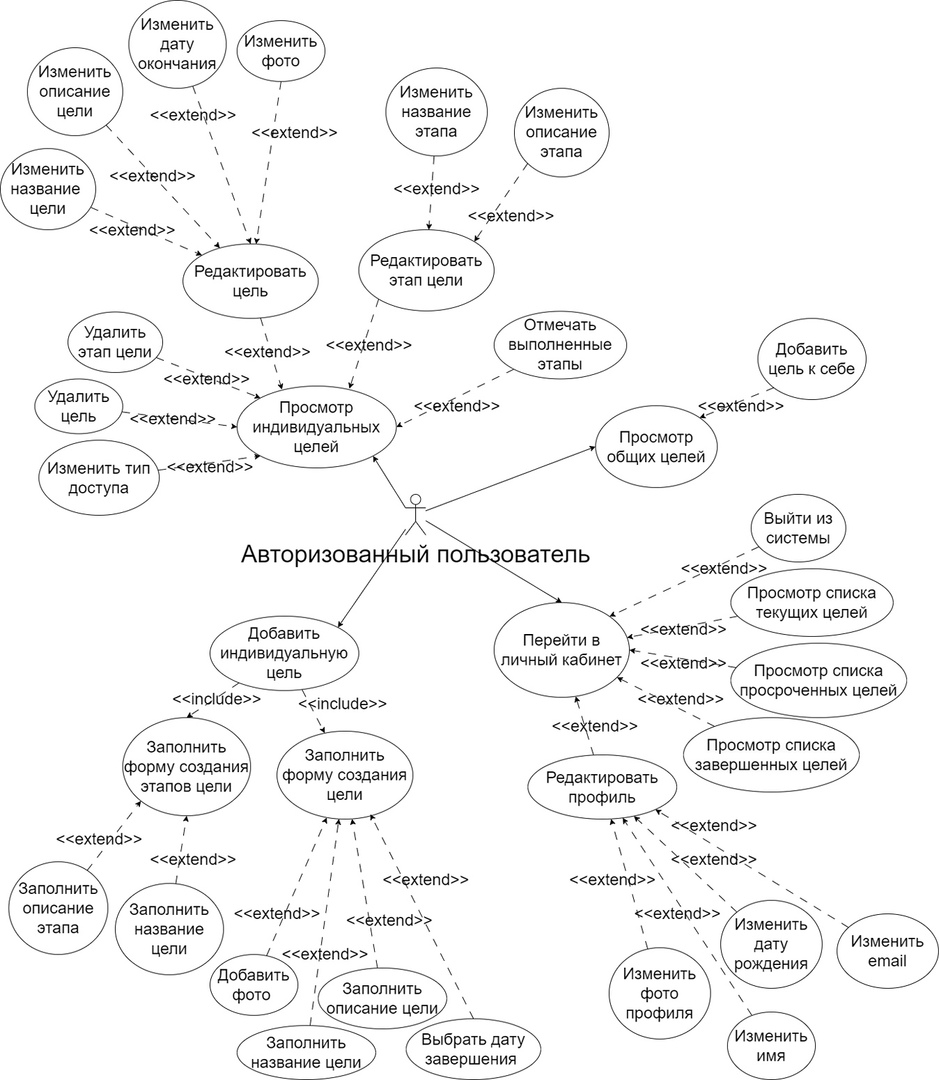 Изменить
дату
окончания
Изменить
фото
Изменить
описание
цели
<<extend>>
<<extend>>
Изменить
название
этапа
Изменить
описание
этапа
Изменить
название
цели
<<extend>>
<<extend>>
<<extend>>
<<extend>>
Редактировать
цель
Редактировать
этап цели
Удалить
этап цели
<<extend>>
<<extend>>
Отмечать
выполненные
этапы
Добавить
цель к себе
<<extend>>
Удалить
цель
<<extend>>
Просмотр
индивидуальных
целей
<<extend>>
<<extend>>
Просмотр
общих целей
Изменить тип
доступа
<<extend>>
Авторизованный пользователь
Выйти из
системы
<<extend>>
Просмотр списка
текущих целей
<<extend>>
Добавить
индивидуальную
цель
Перейти в
личный кабинет
<<extend>>
Просмотр списка
просроченных целей
<<include>>
<<include>>
<<extend>>
<<extend>>
Просмотр списка
завершенных целей
Заполнить
форму создания
этапов цели
Заполнить
форму создания
цели
Редактировать
профиль
<<extend>>
<<extend>>
<<extend>>
<<extend>>
<<extend>>
<<extend>>
Заполнить
описание
этапа
Заполнить
название
цели
<<extend>>
<<extend>>
<<extend>>
<<extend>>
Изменить
дату
рождения
Изменить
email
Добавить
фото
Заполнить
описание цели
Изменить
фото
профиля
Заполнить
название цели
Выбрать дату
завершения
Изменить
имя